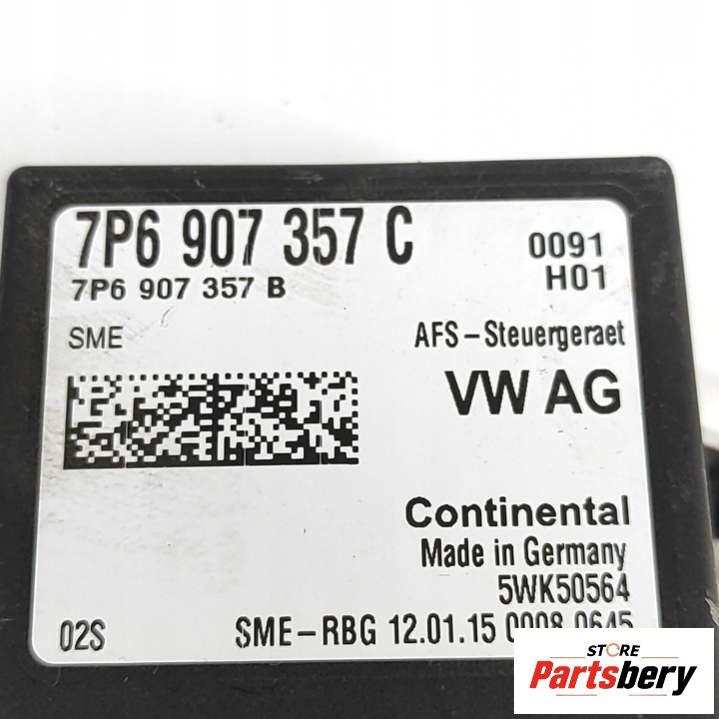 7P6 907 357 C
0091
7P6 907 357 B
H01
SME
AFS-Steuergeraet
VW AG
Continental
Made in Germany
5WK50564
02S
SME-RBG 12.01.15 0008 0645
STORE
Partsbery